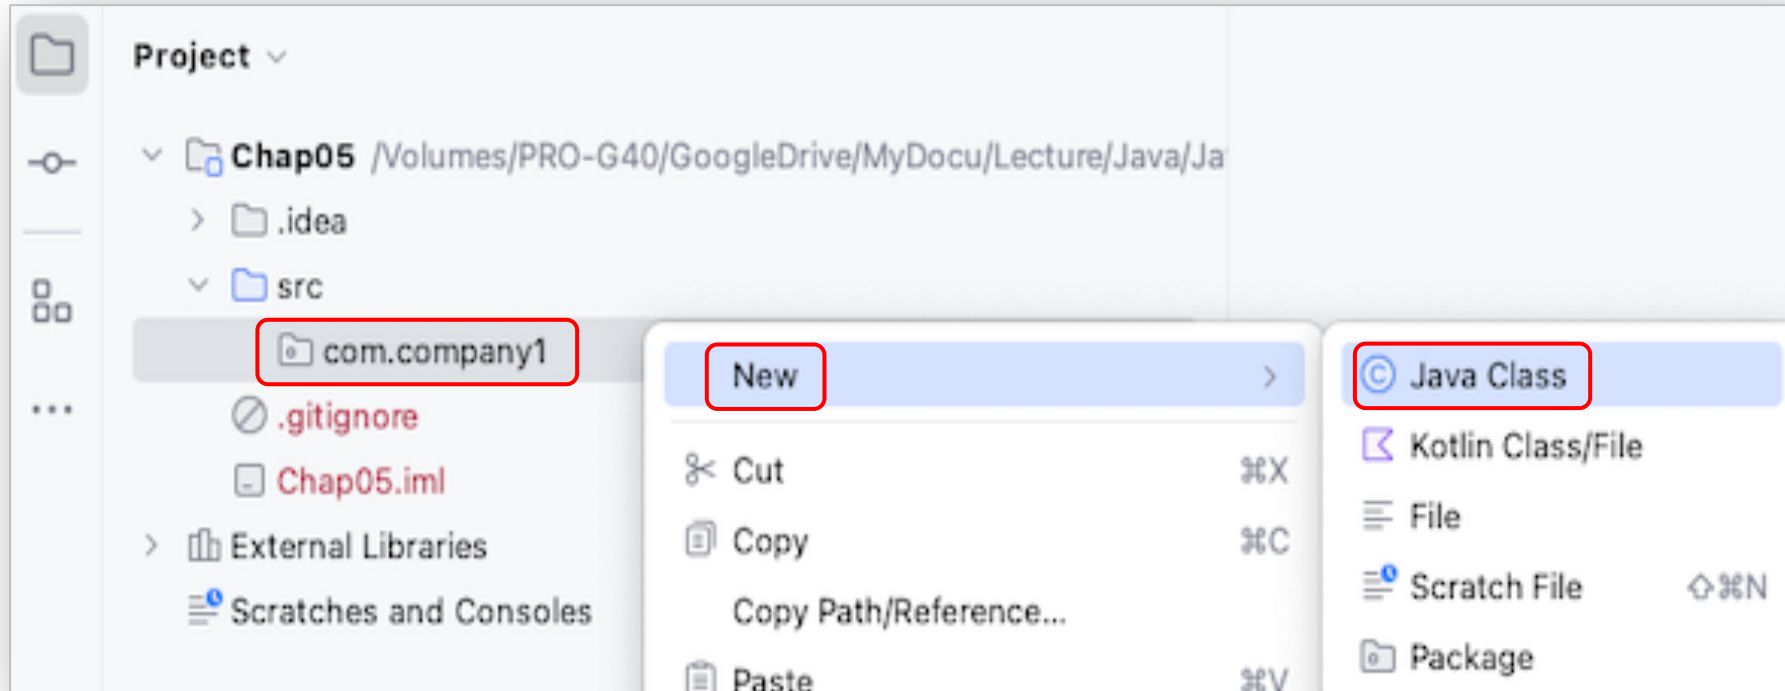 Project
Chap05 /Volumes/PRO-G40/GoogleDrive/MyDocu/Lecture/Java/Ja
.idea
src
com.company1
.gitignore
Chap05.iml
External Libraries
Scratches and Consoles
New
Cut ⌘X
Copy ⌘C
Copy Path/Reference...
Paste ⌘V
Java Class
Kotlin Class/File
File
Scratch File ⇧⌘N
Package